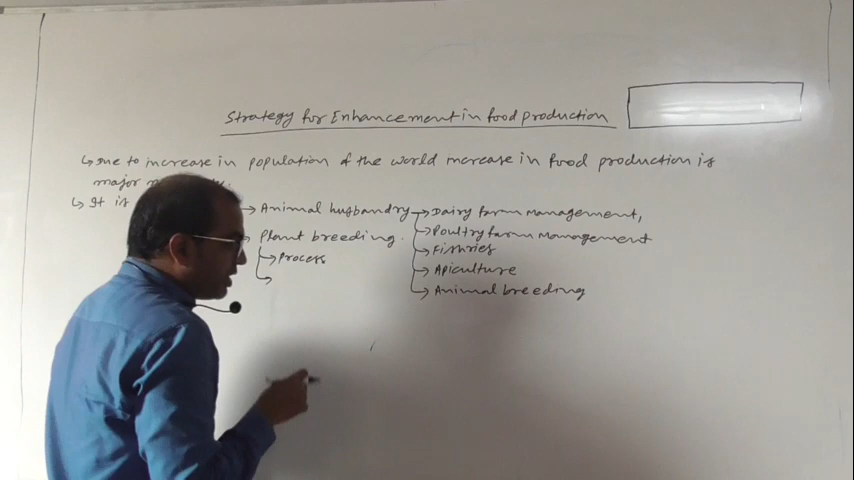 Strategy for Enhancement in food production
↳ Due to increase in population of the world increase in food production is
major
↳ It is
→ Animal husbandry → Dairy farm management,
Plant breeding. ↳ Poultry farm management
↳ Process ↳ Fishries
↳ ↳ Apiculture
↳ Animal breeding